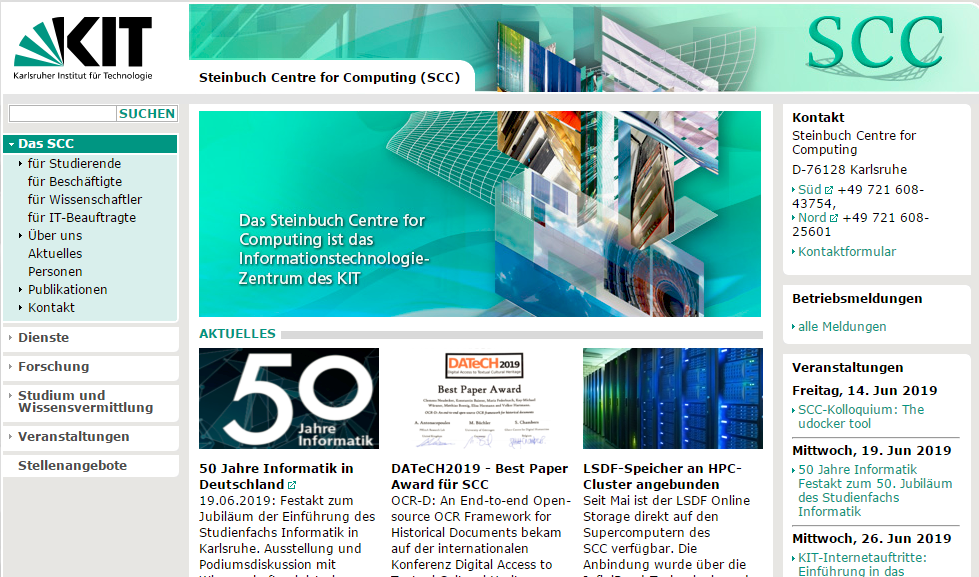 KIT
Karlsruher Institut für Technologie
Steinbuch Centre for Computing (SCC)
SCC
SUCHEN
Das SCC
für Studierende
für Beschäftigte
für Wissenschaftler
für IT-Beauftragte
Über uns
Aktuelles
Personen
Publikationen
Kontakt
Dienste
Forschung
Studium und
Wissensvermittlung
Veranstaltungen
Stellenangebote
Das Steinbuch Centre for
Computing ist das
Informationstechnologie-
Zentrum des KIT
AKTUELLES
50
Jahre
Informatik
50 Jahre Informatik in
Deutschland
19.06.2019: Festakt zum
Jubiläum der Einführung des
Studienfachs Informatik in
Karlsruhe. Ausstellung und
Podiumsdiskussion mit
DATeCH 2019
Digital Access to Textual Cultural Heritage
Best Paper Award
DATeCH2019 - Best Paper
Award für SCC
OCR-D: An End-to-end Open-
source OCR Framework for
Historical Documents bekam
auf der internationalen
Konferenz Digital Access to
LSDF-Speicher an HPC-
Cluster angebunden
Seit Mai ist der LSDF Online
Storage direkt auf den
Supercomputern des
SCC verfügbar. Die
Anbindung wurde über die
Kontakt
Steinbuch Centre for
Computing
D-76128 Karlsruhe
Süd +49 721 608-
43754,
Nord +49 721 608-
25601
Kontaktformular
Betriebsmeldungen
alle Meldungen
Veranstaltungen
Freitag, 14. Jun 2019
SCC-Kolloquium: The
udocker tool
Mittwoch, 19. Jun 2019
50 Jahre Informatik
Festakt zum 50. Jubiläum
des Studienfachs
Informatik
Mittwoch, 26. Jun 2019
KIT-Internetauftritte:
Einführung in das